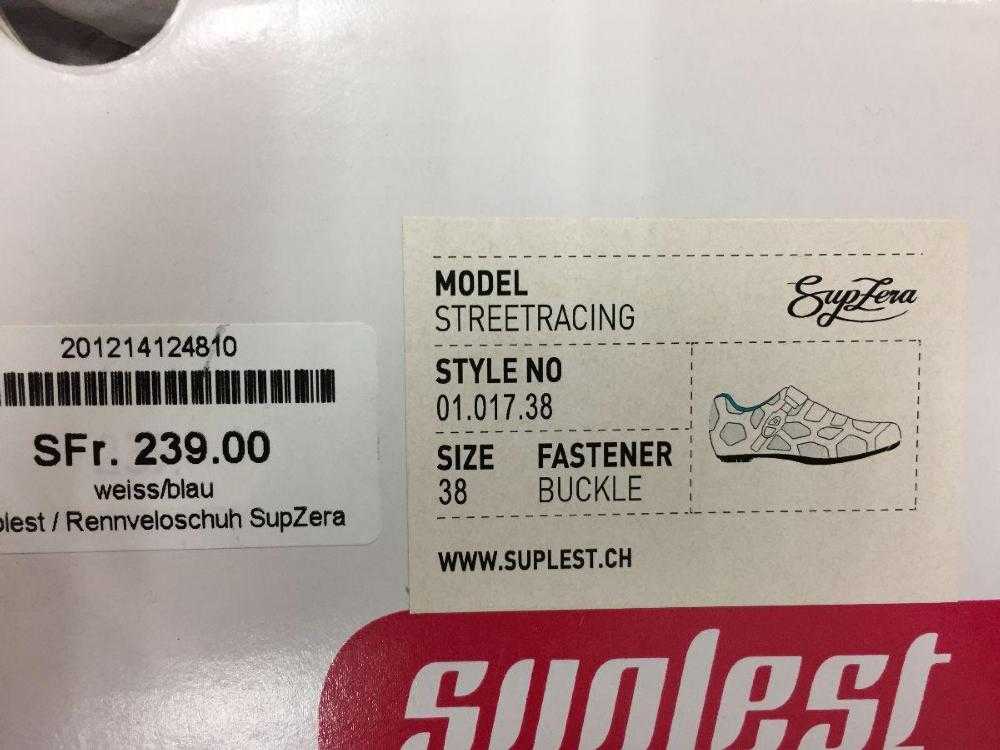 201214124810
SFr. 239.00
weiss/blau
/ Rennveloschuh SupZera
MODEL
STREETRACING
SupZera
STYLE NO
01.017.38
SIZE
38
FASTENER
BUCKLE
WWW.SUPLEST.CH
suplest